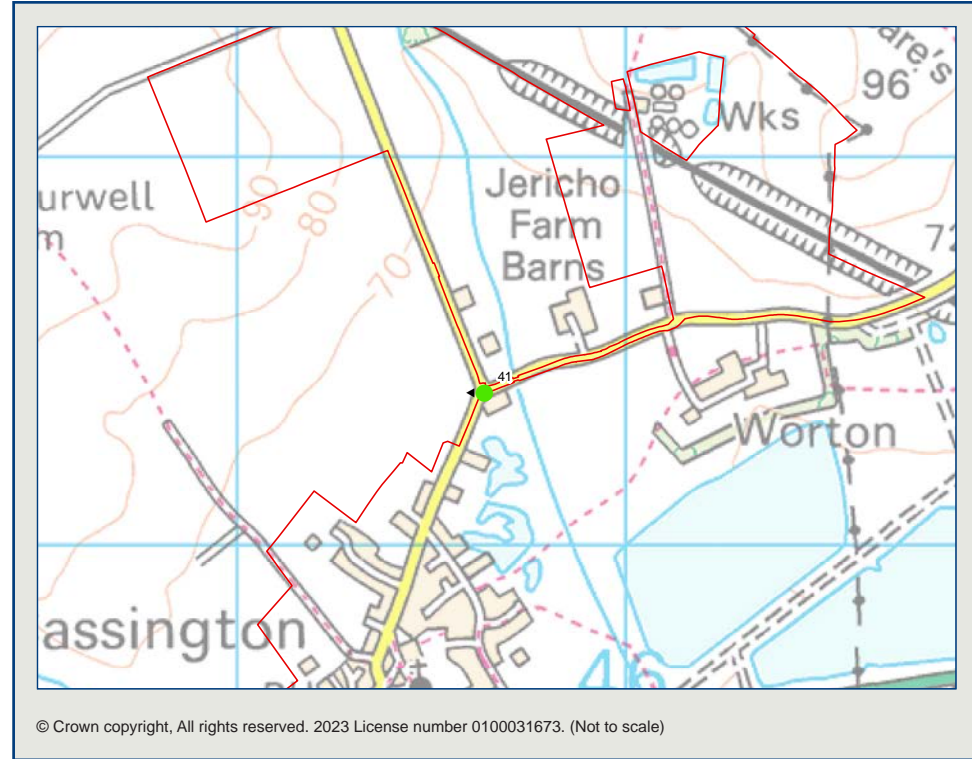 are's
96
Wks
urwell
m
90
80
70
Jericho
Farm
Barns
72
41
Worton
assington
© Crown copyright, All rights reserved. 2023 License number 0100031673. (Not to scale)